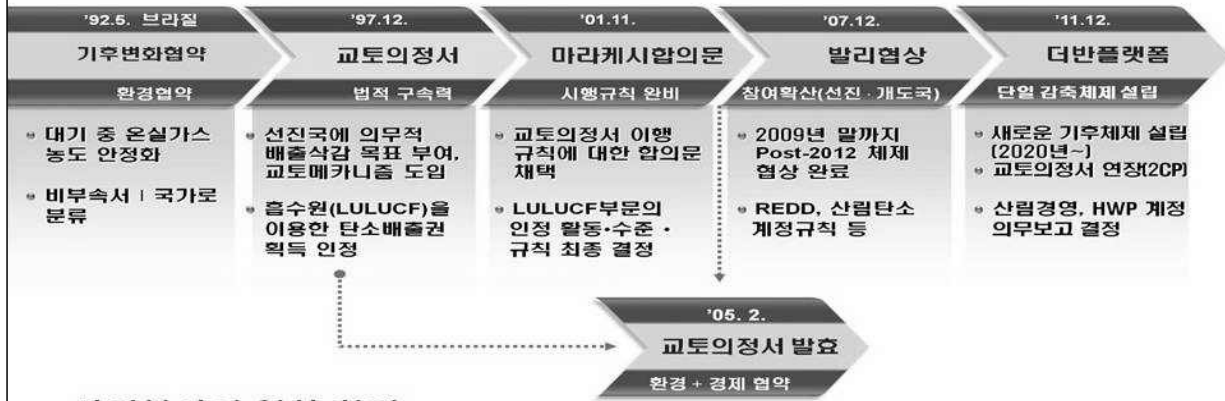 '92.5. 브라질
기후변화협약
환경협약
대기 중 온실가스
농도 안정화
비부속서 I 국가로
분류
'97.12.
교토의정서
법적 구속력
선진국에 의무적
배출삭감 목표 부여,
교토메카니즘 도입
흡수원(LULUCF)을
이용한 탄소배출권
획득 인정
'01.11.
마라케시합의문
시행규칙 완비
교토의정서 이행
규칙에 대한 합의문
채택
LULUCF부문의
인정 활동·수준·
규칙 최종 결정
'07.12.
발리협상
참여확산(선진·개도국)
2009년 말까지
Post-2012 체제
협상 완료
REDD, 산림탄소
계정규칙 등
'11.12.
더반플랫폼
단일 감축체제 설립
새로운 기후체제 설립
(2020년~)
교토의정서 연장(2CP)
산림경영, HWP 계정
의무보고 결정
'05. 2.
교토의정서 발효
환경 + 경제 협약